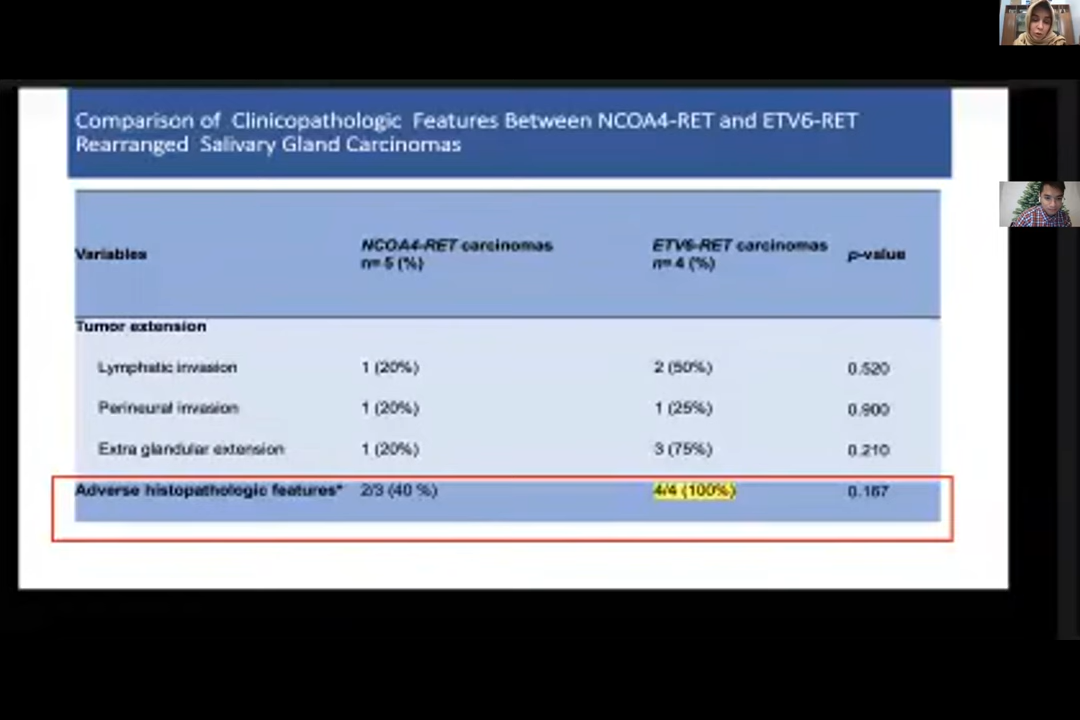 Comparison of Clinicopathologic Features Between NCOA4-RET and ETV6-RET
Rearranged Salivary Gland Carcinomas
Variables NCOA4-RET carcinomas n= 5 (%) ETV6-RET carcinomas n= 4 (%) p-value
Tumor extension
Lymphatic invasion 1 (20%) 2 (50%) 0.520
Perineural invasion 1 (20%) 1 (25%) 0.900
Extra glandular extension 1 (20%) 3 (75%) 0.210
Adverse histopathologic features* 2/3 (40 %) 4/4 (100%) 0.167